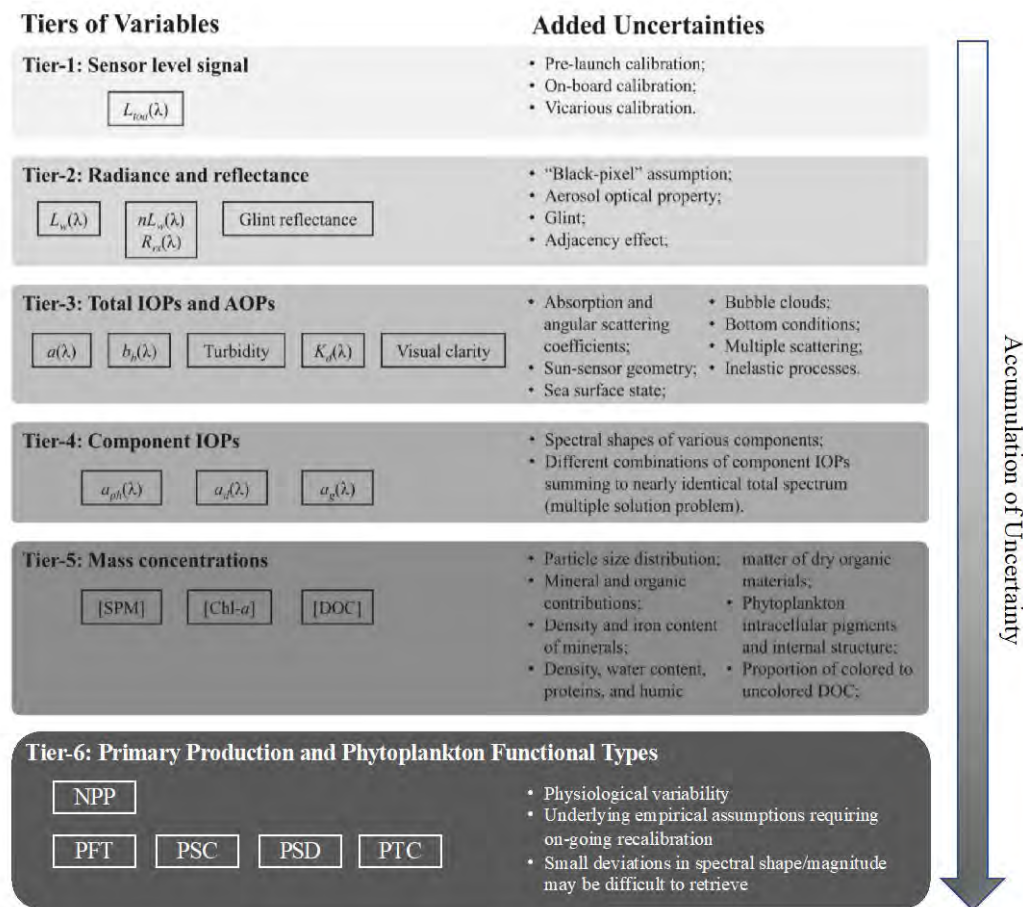 Tiers of Variables
Added Uncertainties
Tier-1: Sensor level signal
Ltoa(λ)
• Pre-launch calibration;
• On-board calibration;
• Vicarious calibration.
Tier-2: Radiance and reflectance
Lw(λ)
nLw(λ)
Rrs(λ)
Glint reflectance
• "Black-pixel" assumption;
• Aerosol optical property;
• Glint;
• Adjacency effect;
Tier-3: Total IOPs and AOPs
a(λ)
bb(λ)
Turbidity
Kd(λ)
Visual clarity
• Absorption and
angular scattering
coefficients;
• Sun-sensor geometry;
• Sea surface state;
• Bubble clouds;
• Bottom conditions;
• Multiple scattering;
• Inelastic processes.
Tier-4: Component IOPs
aph(λ)
ad(λ)
ag(λ)
• Spectral shapes of various components;
• Different combinations of component IOPs
summing to nearly identical total spectrum
(multiple solution problem).
Tier-5: Mass concentrations
[SPM]
[Chl-a]
[DOC]
• Particle size distribution;
• Mineral and organic
contributions;
• Density and iron content
of minerals;
• Density, water content,
proteins, and humic
matter of dry organic
materials;
• Phytoplankton
intracellular pigments
and internal structure;
• Proportion of colored to
uncolored DOC;
Tier-6: Primary Production and Phytoplankton Functional Types
NPP
PFT
PSC
PSD
PTC
• Physiological variability
• Underlying empirical assumptions requiring
on-going recalibration
• Small deviations in spectral shape/magnitude
may be difficult to retrieve
Accumulation of Uncertainty